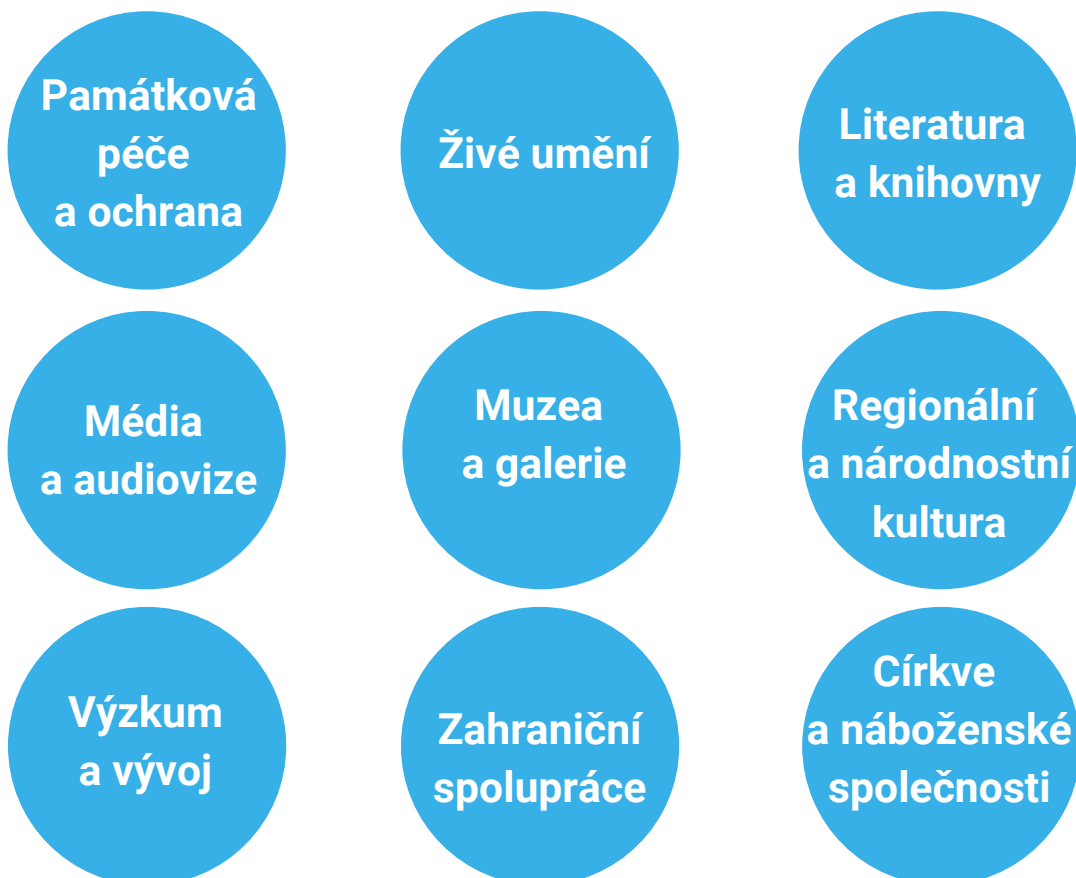 Památková
péče
a ochrana
Živé umění
Literatura
a knihovny
Média
a audiovize
Muzea
a galerie
Regionální
a národnostní
kultura
Výzkum
a vývoj
Zahraniční
spolupráce
Církve
a náboženské
společnosti